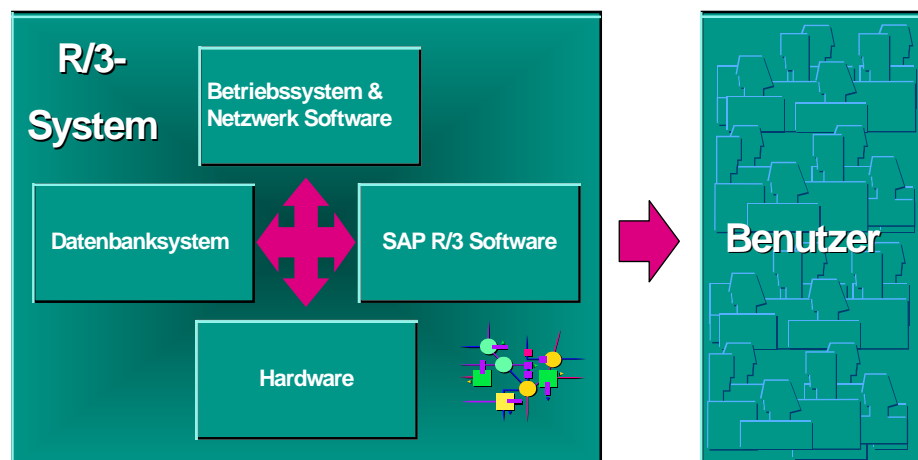 R/3-
System
Betriebssystem &
Netzwerk Software
Datenbanksystem
SAP R/3 Software
Hardware
Benutzer